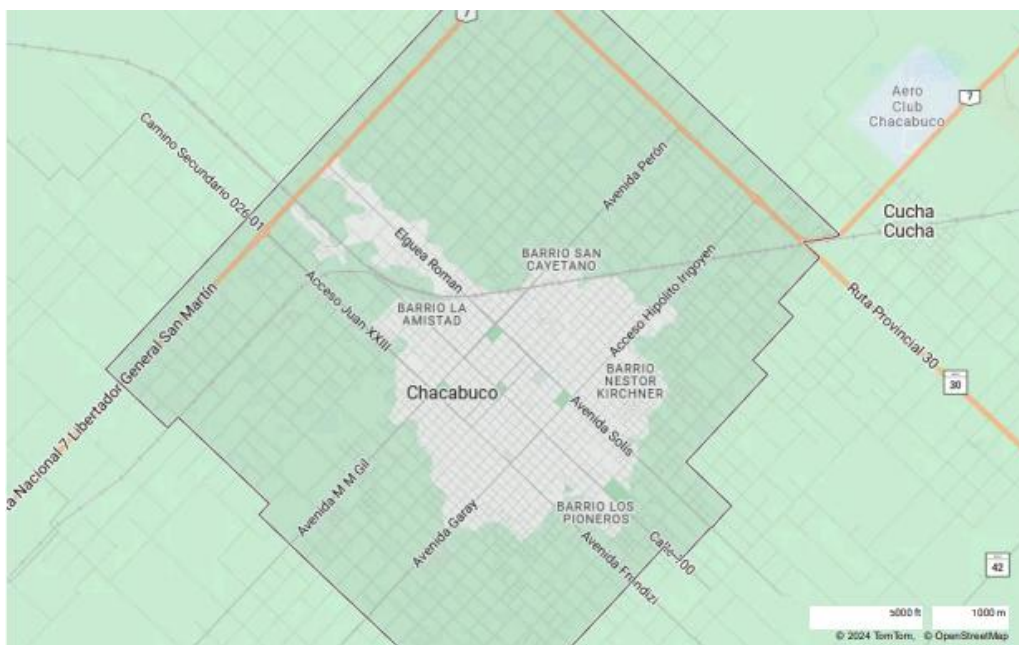 7
Aero
Club
Chacabuco
7
Camino Secundario 026-01
Avenida Perón
Cucha
Cucha
Elguea Roman
BARRIO SAN
CAYETANO
Acceso Hipolito Irigoyen
Acceso Juan XXIII
BARRIO LA
AMISTAD
Ruta Provincial 30
ta Nacional 7 Libertador General San Martín
BARRIO
NESTOR
KIRCHNER
30
Chacabuco
Avenida Solis
Avenida M M Gil
Avenida Garay
BARRIO LOS
PIONEROS
Calle 100
Avenida Frondizi
42
5000 ft
1000 m
© 2024 TomTom, © OpenStreetMap